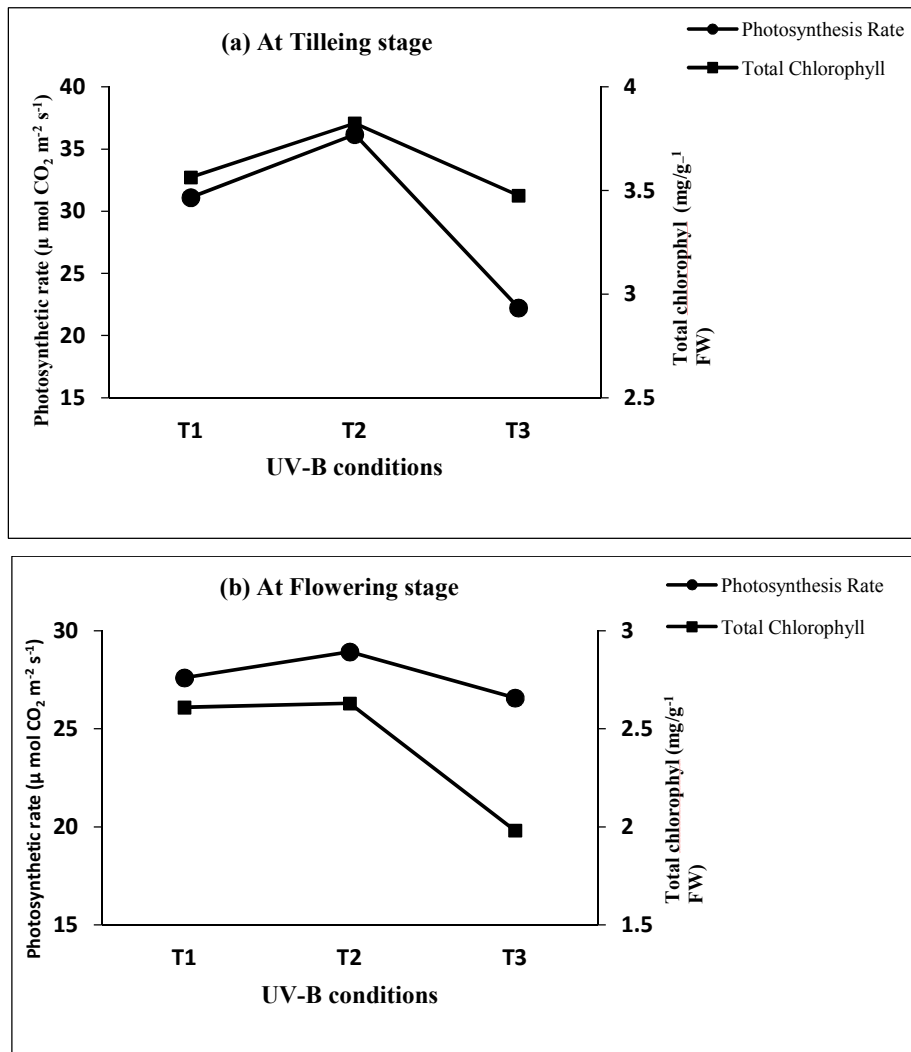 (a) At Tilleing stage
Photosynthesis Rate
Total Chlorophyll
40
35
30
25
20
15
Photosynthetic rate (µ mol CO₂ m⁻² s⁻¹)
4
3.5
3
2.5
Total chlorophyl (mg/g⁻¹
FW)
T1 T2 T3
UV-B conditions
(b) At Flowering stage
Photosynthesis Rate
Total Chlorophyll
30
25
20
15
Photosynthetic rate (µ mol CO₂ m⁻² s⁻¹)
3
2.5
2
1.5
Total chlorophyl (mg/g⁻¹
FW)
T1 T2 T3
UV-B conditions